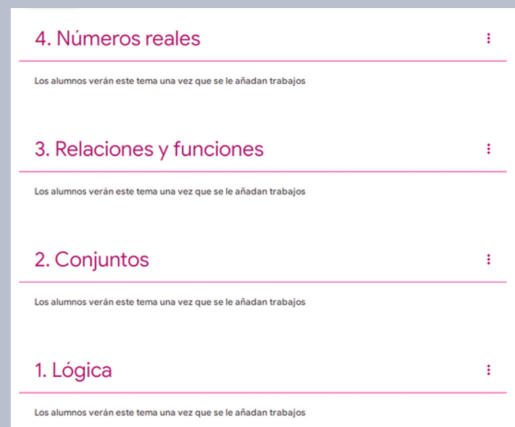 4. Números reales
Los alumnos verán este tema una vez que se le añadan trabajos
3. Relaciones y funciones
Los alumnos verán este tema una vez que se le añadan trabajos
2. Conjuntos
Los alumnos verán este tema una vez que se le añadan trabajos
1. Lógica
Los alumnos verán este tema una vez que se le añadan trabajos